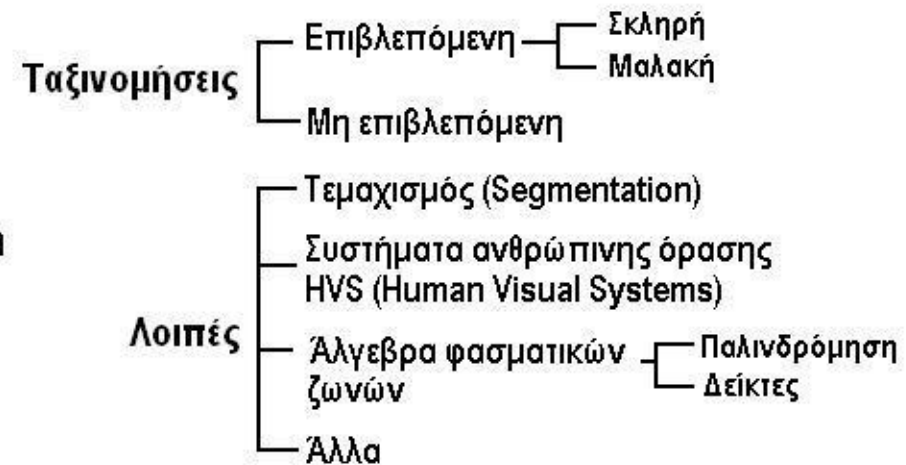 Ταξινομήσεις
Επιβλεπόμενη
Σκληρή
Μαλακή
Μη επιβλεπόμενη
Λοιπές
Τεμαχισμός (Segmentation)
Συστήματα ανθρώπινης όρασης
HVS (Human Visual Systems)
Άλγεβρα φασματικών
ζωνών
Παλινδρόμηση
Δείκτες
Άλλα